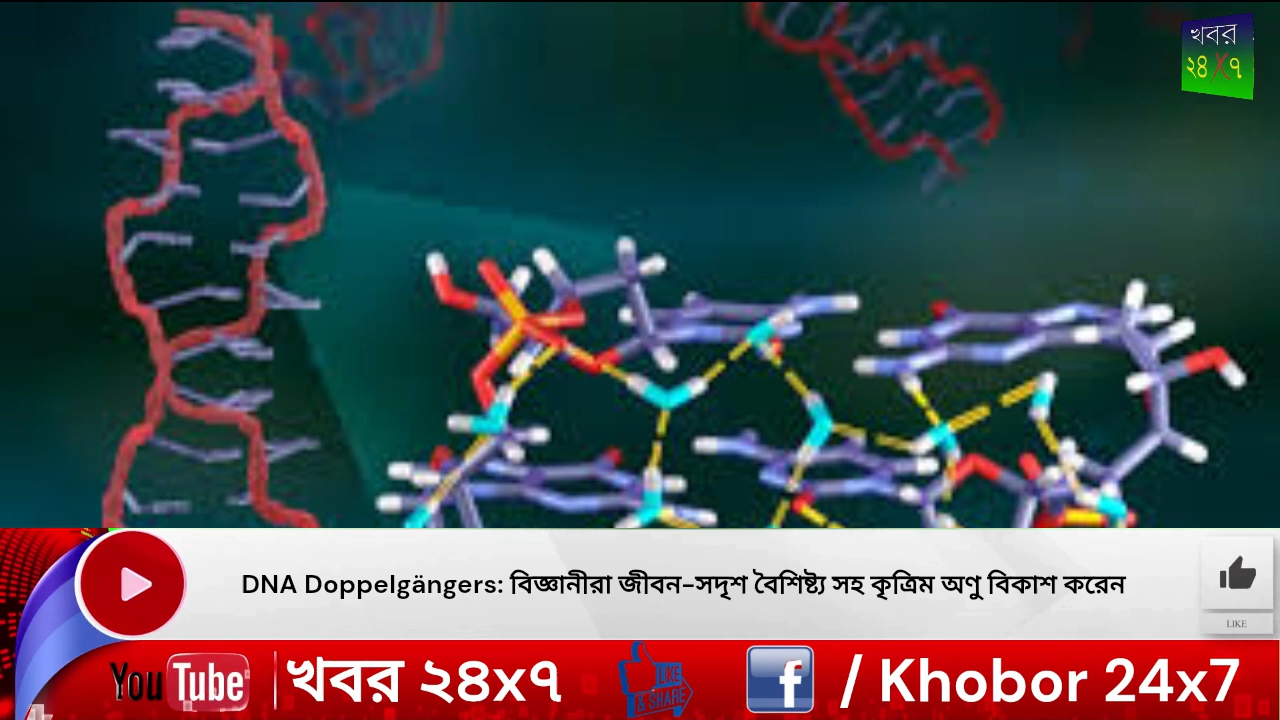 খবর
২৪X৭
DNA Doppelgängers: বিজ্ঞানীরা জীবন-সদৃশ বৈশিষ্ট্য সহ কৃত্রিম অণু বিকাশ করেন
LIKE
YouTube খবর ২৪x৭ LIKE & SHARE f / Khobor 24x7